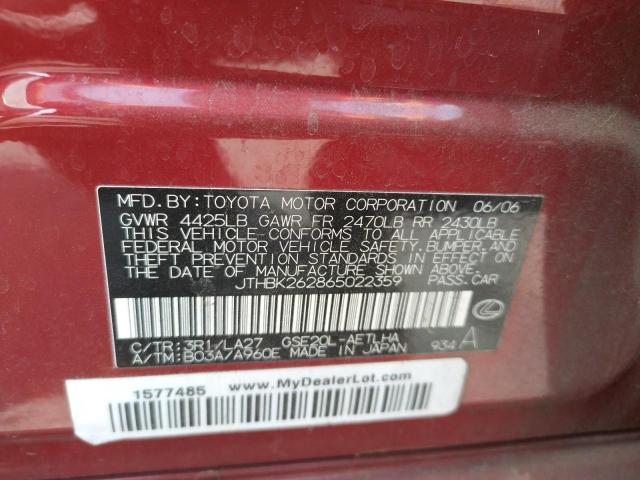 MFD. BY: TOYOTA MOTOR CORPORATION 06/06
GVWR 4425LB GAWR FR 2470LB RR 2430LB
THIS VEHICLE CONFORMS TO ALL APPLICABLE
FEDERAL MOTOR VEHICLE SAFETY, BUMPER, AND
THEFT PREVENTION STANDARDS IN EFFECT ON
THE DATE OF MANUFACTURE SHOWN ABOVE.
JTHBK262865022359 PASS. CAR
C/TR: 3R1/LA27 GSE20L-AETLHA
A/TM: B03A/A960E MADE IN JAPAN 934 A
1577485 www.MyDealerLot.com